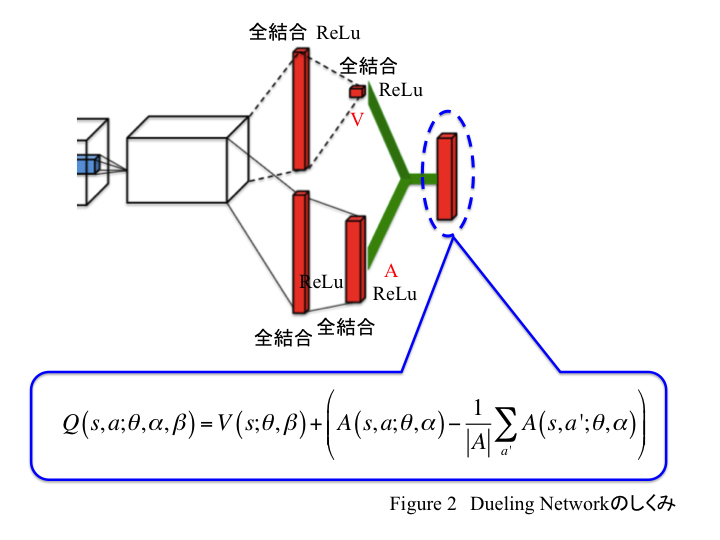 全結合 ReLu
全結合
ReLu
V
A
ReLu
ReLu
全結合
全結合
Q(s,a;θ,α,β)=V(s;θ,β)+(A(s,a;θ,α)−1/|A| ∑a' A(s,a';θ,α))
Figure 2 Dueling Networkのしくみ